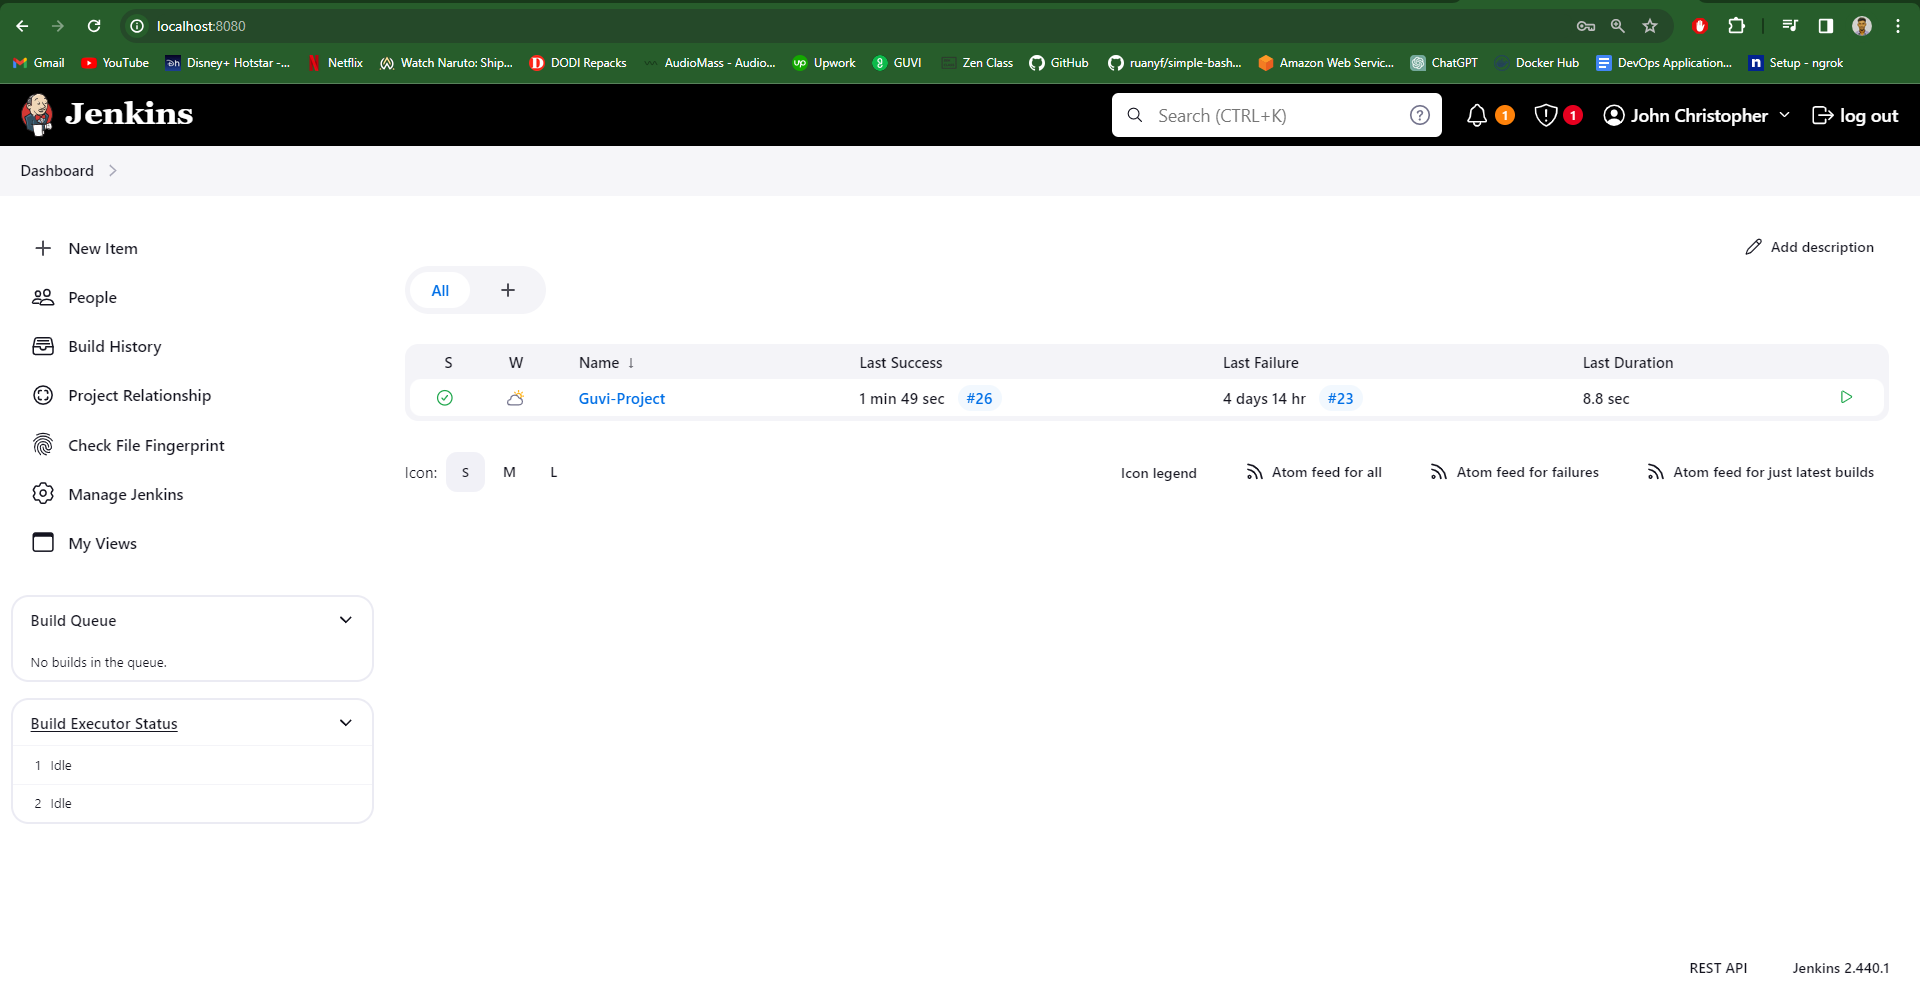 localhost:8080
Gmail YouTube Disney+ Hotstar -... Netflix Watch Naruto: Ship... DODI Repacks AudioMass - Audio... Upwork GUVI Zen Class GitHub ruanyf/simple-bash... Amazon Web Servic... ChatGPT Docker Hub DevOps Application... Setup - ngrok
Jenkins Search (CTRL+K) ? 1 1 John Christopher log out
Dashboard
New Item
People
Build History
Project Relationship
Check File Fingerprint
Manage Jenkins
My Views
Build Queue
No builds in the queue.
Build Executor Status
1 Idle
2 Idle
Add description
All +
S W Name ↓ Last Success Last Failure Last Duration
Guvi-Project 1 min 49 sec #26 4 days 14 hr #23 8.8 sec
Icon: S M L Icon legend Atom feed for all Atom feed for failures Atom feed for just latest builds
REST API Jenkins 2.440.1